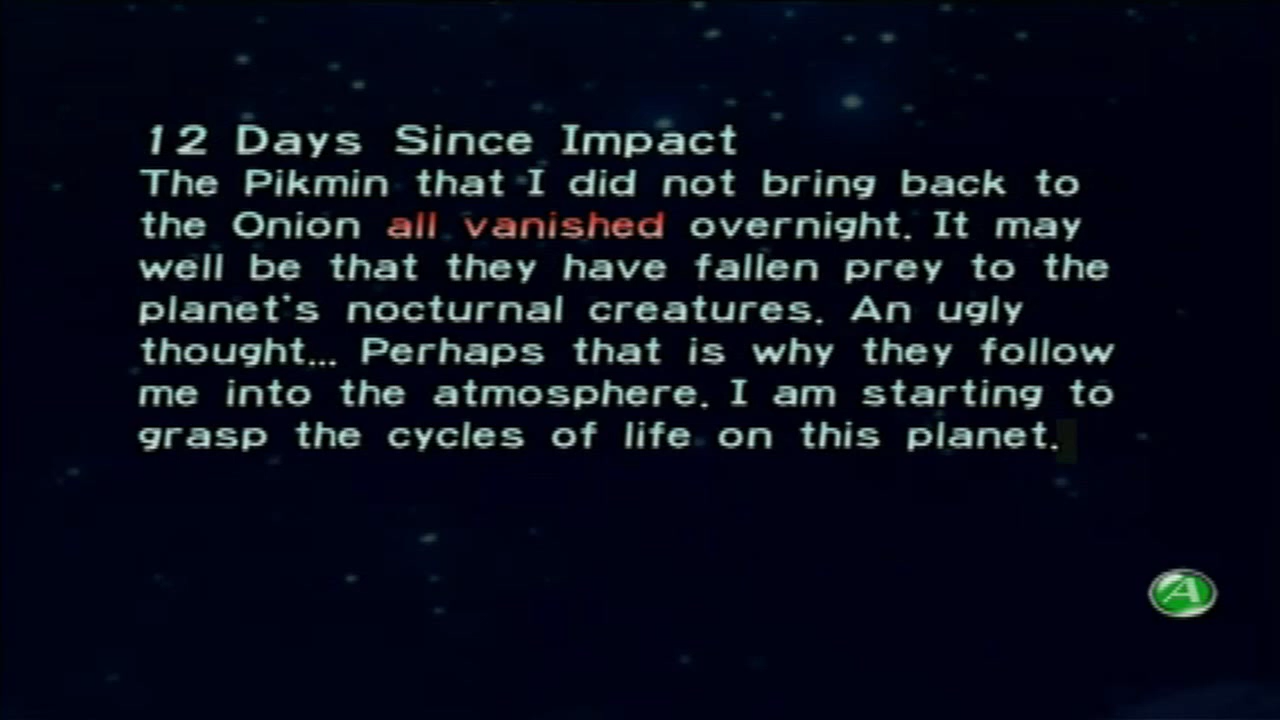 12 Days Since Impact
The Pikmin that I did not bring back to
the Onion all vanished overnight. It may
well be that they have fallen prey to the
planet's nocturnal creatures. An ugly
thought... Perhaps that is why they follow
me into the atmosphere. I am starting to
grasp the cycles of life on this planet.
A